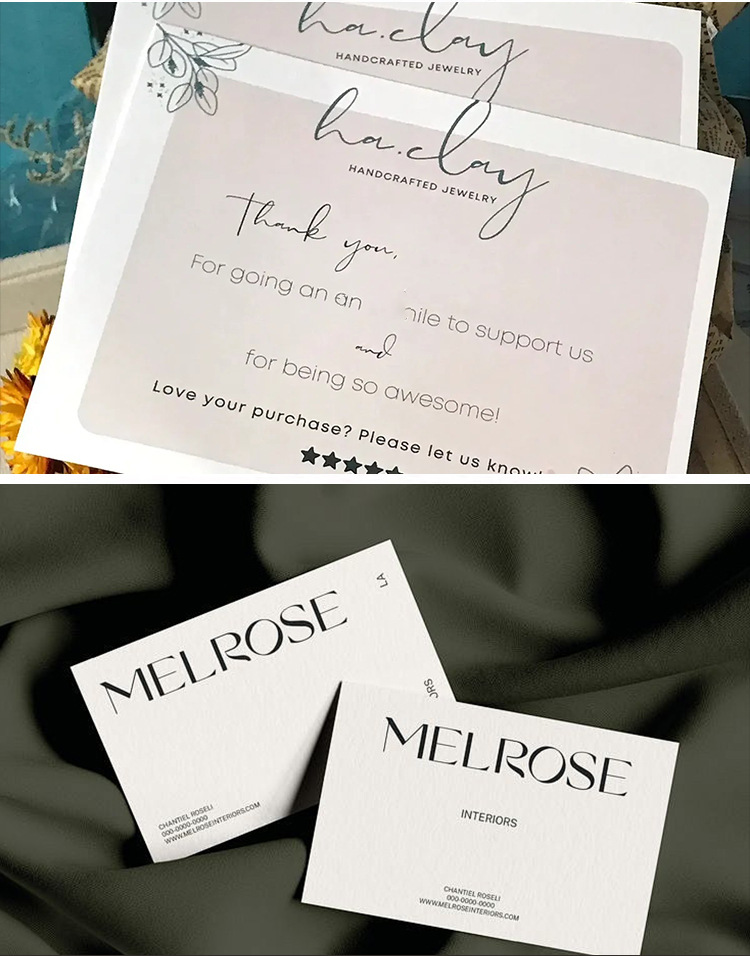 ha.clay
HANDCRAFTED JEWELRY
ha.clay
HANDCRAFTED JEWELRY
Thank you,
For going an an mile to support us
and
for being so awesome!
Love your purchase? Please let us know!
MELROSE
LA
CHANTIEL ROSELI
000-0000-0000
WWW.MELROSEINTERIORS.COM
MELROSE
INTERIORS
CHANTIEL ROSELI
000-0000-0000
WWW.MELROSEINTERIORS.COM